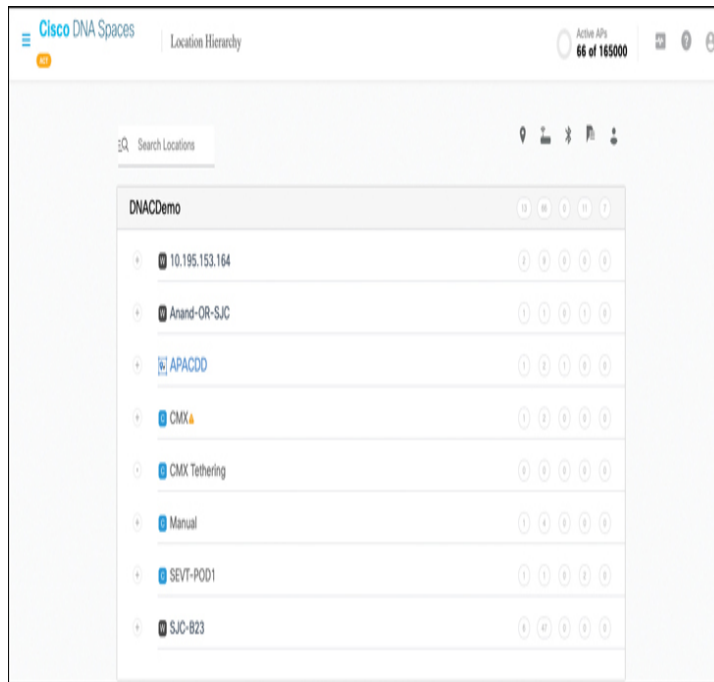 Cisco DNA Spaces
ACT
Location Hierarchy
Active APs
66 of 165000
Search Locations
DNACDemo
10.195.153.164
W Anand-OR-SJC
APACDD
C CMX
C CMX Tethering
C Manual
C SEVT-POD1
W SJC-B23